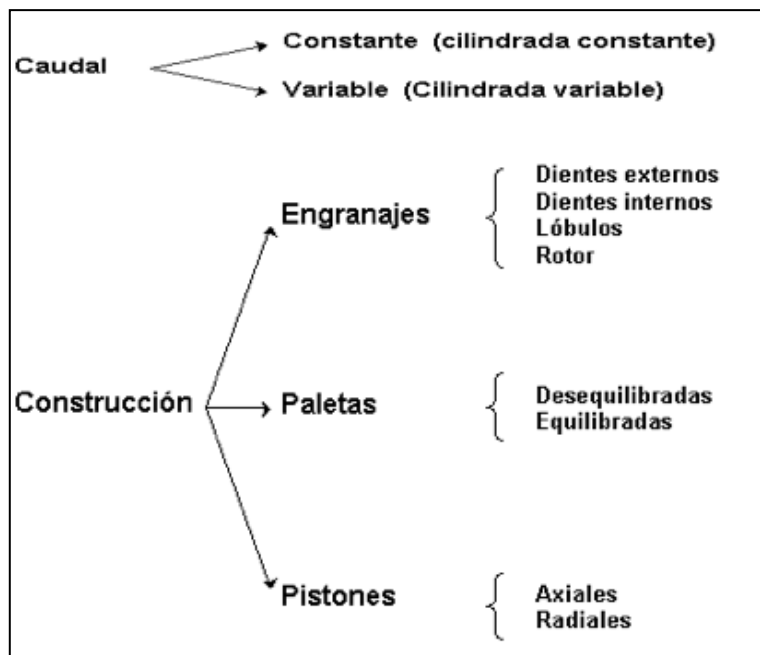 Caudal
Constante (cilindrada constante)
Variable (Cilindrada variable)
Construcción
Engranajes
Dientes externos
Dientes internos
Lóbulos
Rotor
Paletas
Desequilibradas
Equilibradas
Pistones
Axiales
Radiales